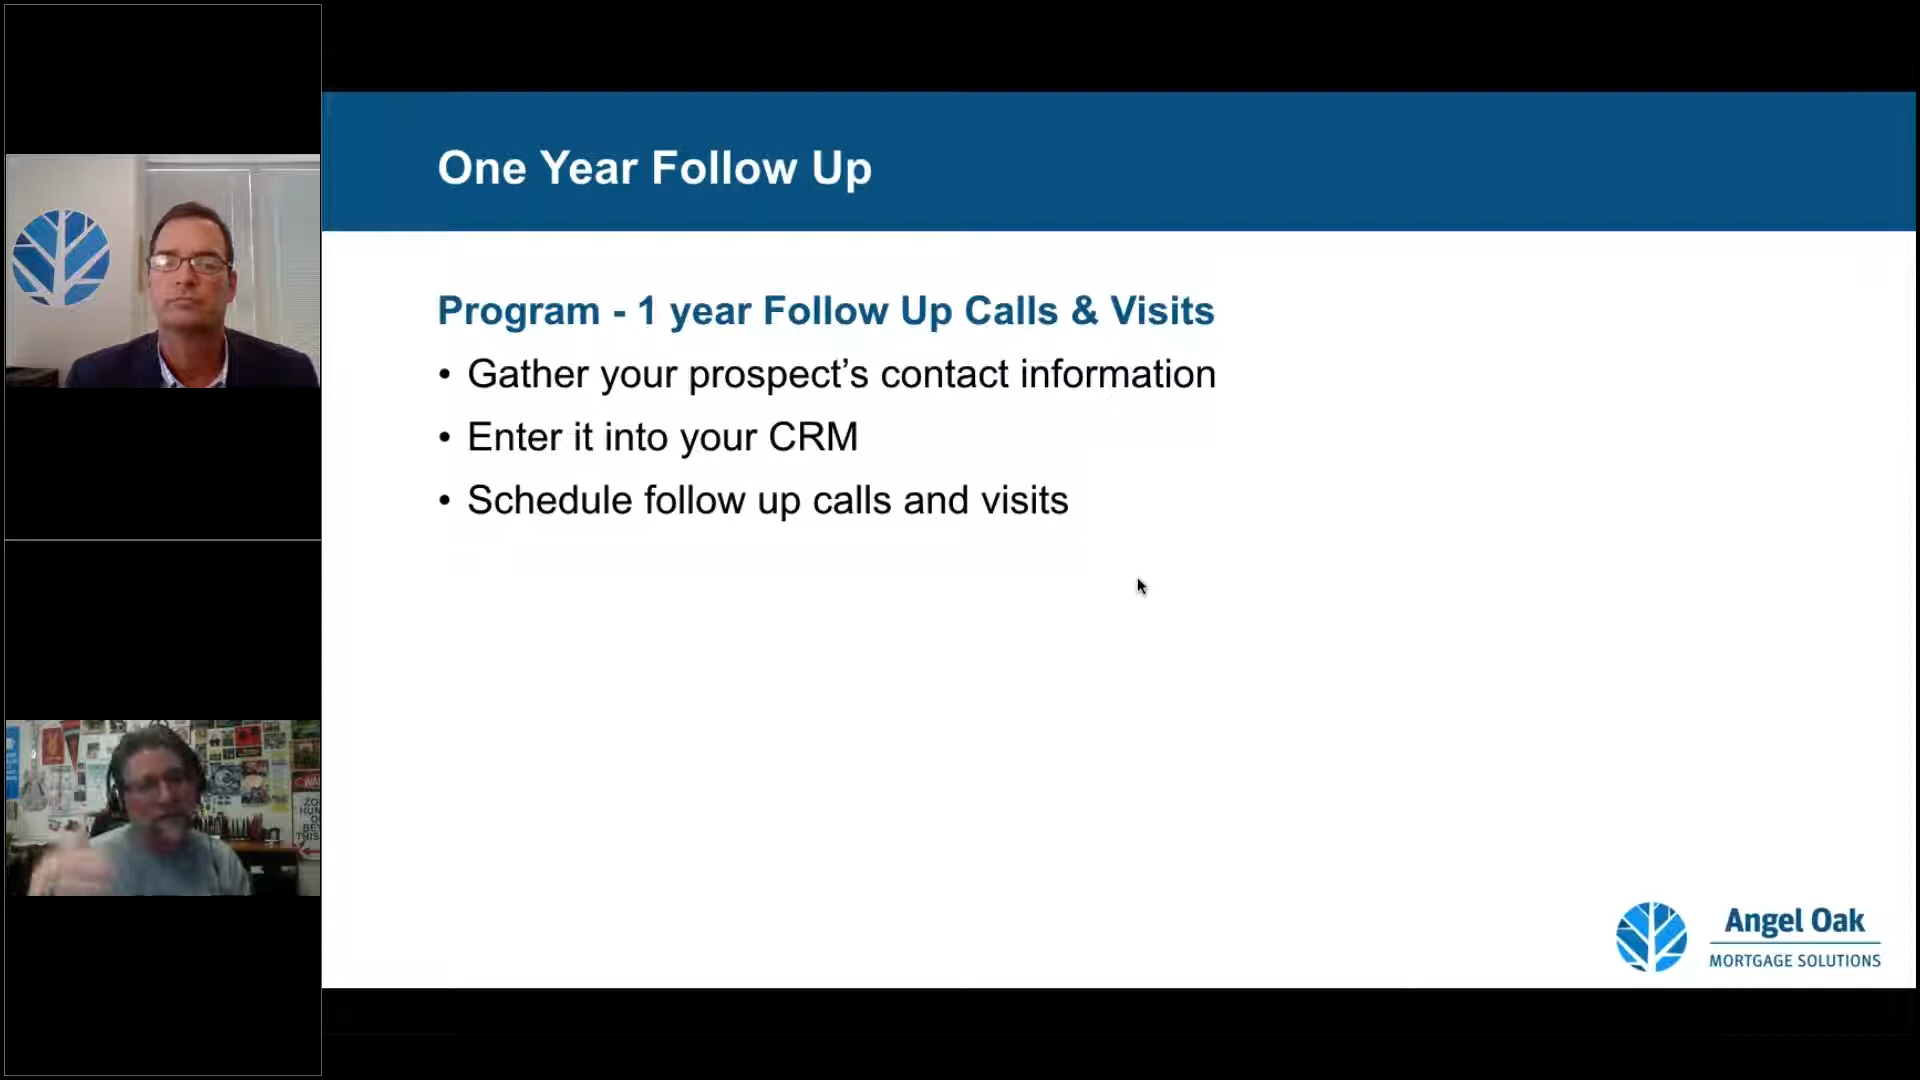 One Year Follow Up
Program - 1 year Follow Up Calls & Visits
• Gather your prospect’s contact information
• Enter it into your CRM
• Schedule follow up calls and visits
Angel Oak
MORTGAGE SOLUTIONS